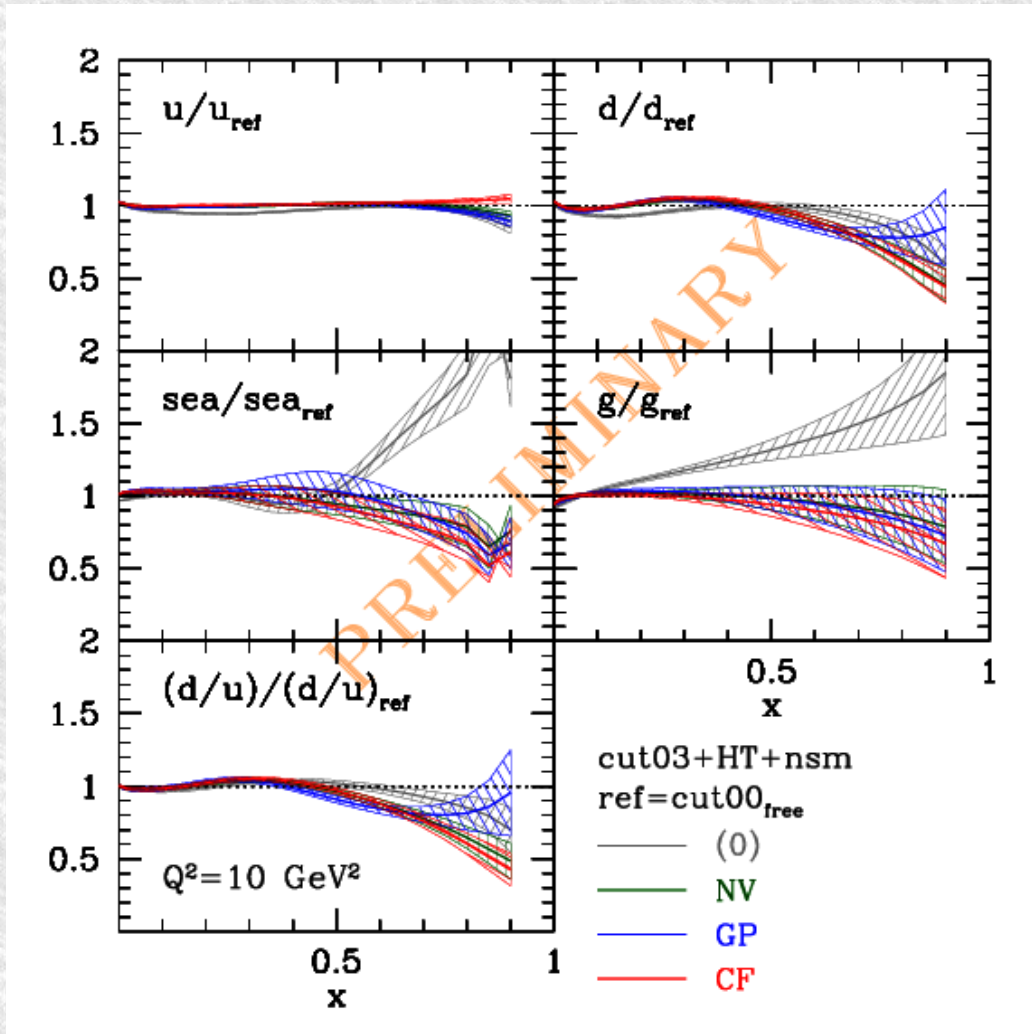 2
1.5
1
0.5
2
1.5
1
0.5
2
1.5
1
0.5
u/u_ref
d/d_ref
sea/sea_ref
g/g_ref
(d/u)/(d/u)_ref
Q²=10 GeV²
PRELIMINARY
0.5
1
x
0.5
1
x
cut03+HT+nsm
ref=cut00_free
(0)
NV
GP
CF